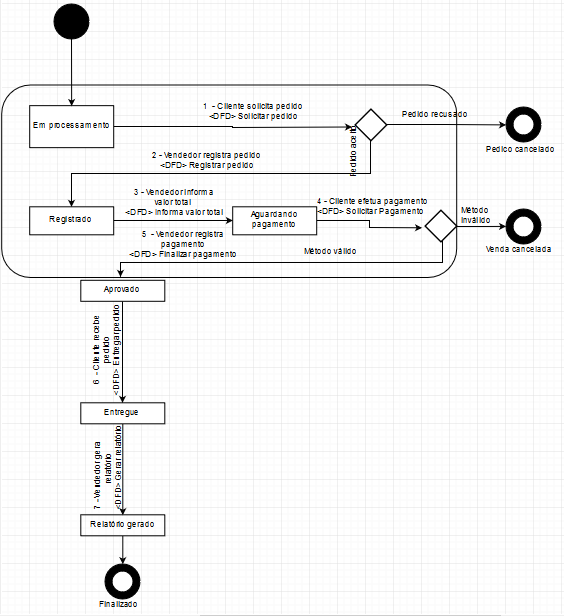 1 - Cliente solicita pedido
<DFD> Solicitar pedido
Em processamento
Pedido recusado
Pedido aceito
Pedico cancelado
2 - Vendedor registra pedido
<DFD> Registrar pedido
3 - Vendedor informa
valor total
<DFD> Informa valor total
Registrado
Aguardando
pagamento
4 - Cliente efetua pagamento
<DFD> Solicitar Pagamento
Método
Inválido
Venda cancelada
5 - Vendedor registra
pagamento
<DFD> Finalizar pagamento
Método válido
Aprovado
6 - Cliente recebe
pedido
<DFD> Entregar pedido
Entregue
7 - Vendedor gera
relatório
<DFD> Gerar relatório
Relatório gerado
Finalizado